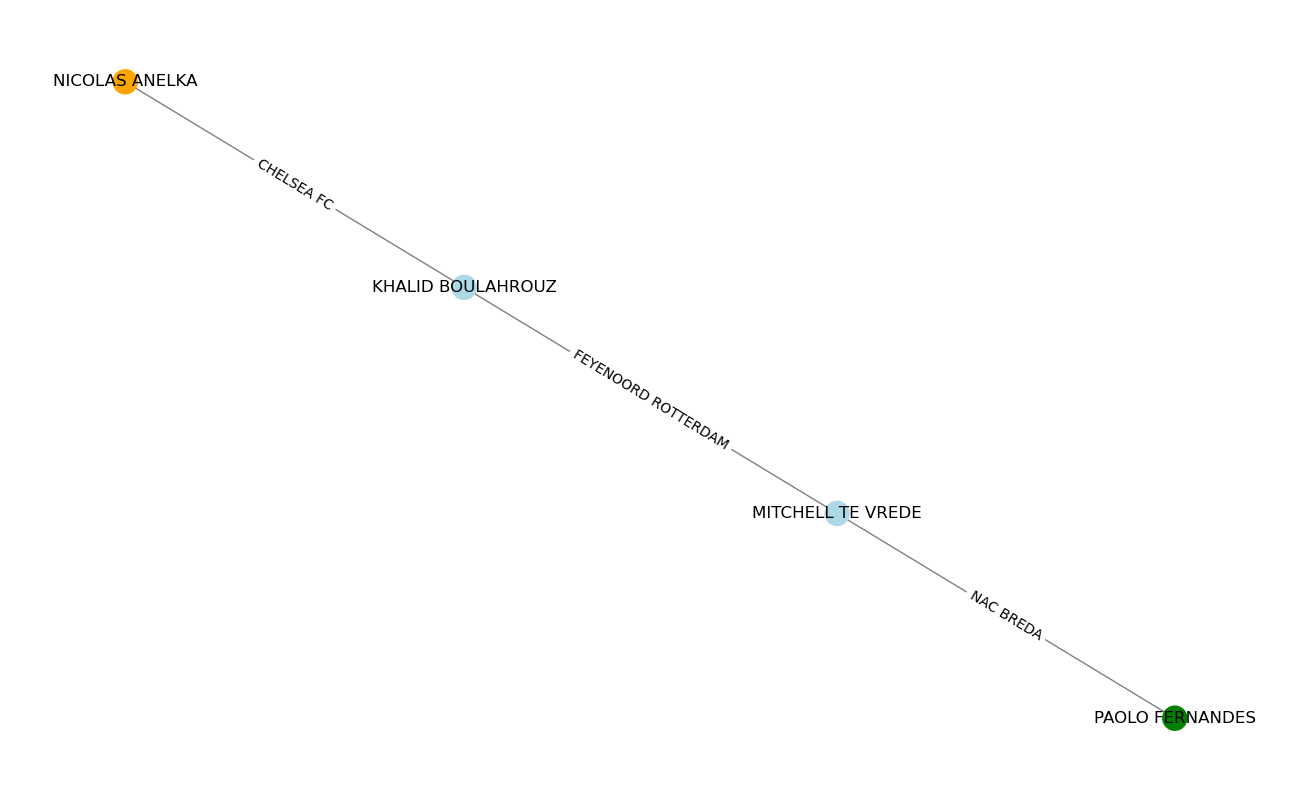 NICOLAS ANELKA
CHELSEA FC
KHALID BOULAHROUZ
FEYENOORD ROTTERDAM
MITCHELL TE VREDE
NAC BREDA
PAOLO FERNANDES